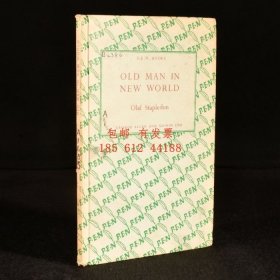 P.E.N. BOOKS
OLD MAN IN
NEW WORLD
Olaf Stapledon
包邮 有发票
185 612 44188
PEN